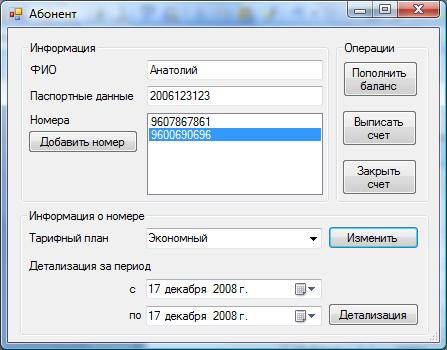 Абонент
Информация
ФИО
Анатолий
Паспортные данные
2006123123
Номера
Добавить номер
9607867861
9600690696
Операции
Пополнить
баланс
Выписать
счет
Закрыть
счет
Информация о номере
Тарифный план
Экономный
Изменить
Детализация за период
с
17 декабря 2008 г.
по
17 декабря 2008 г.
Детализация